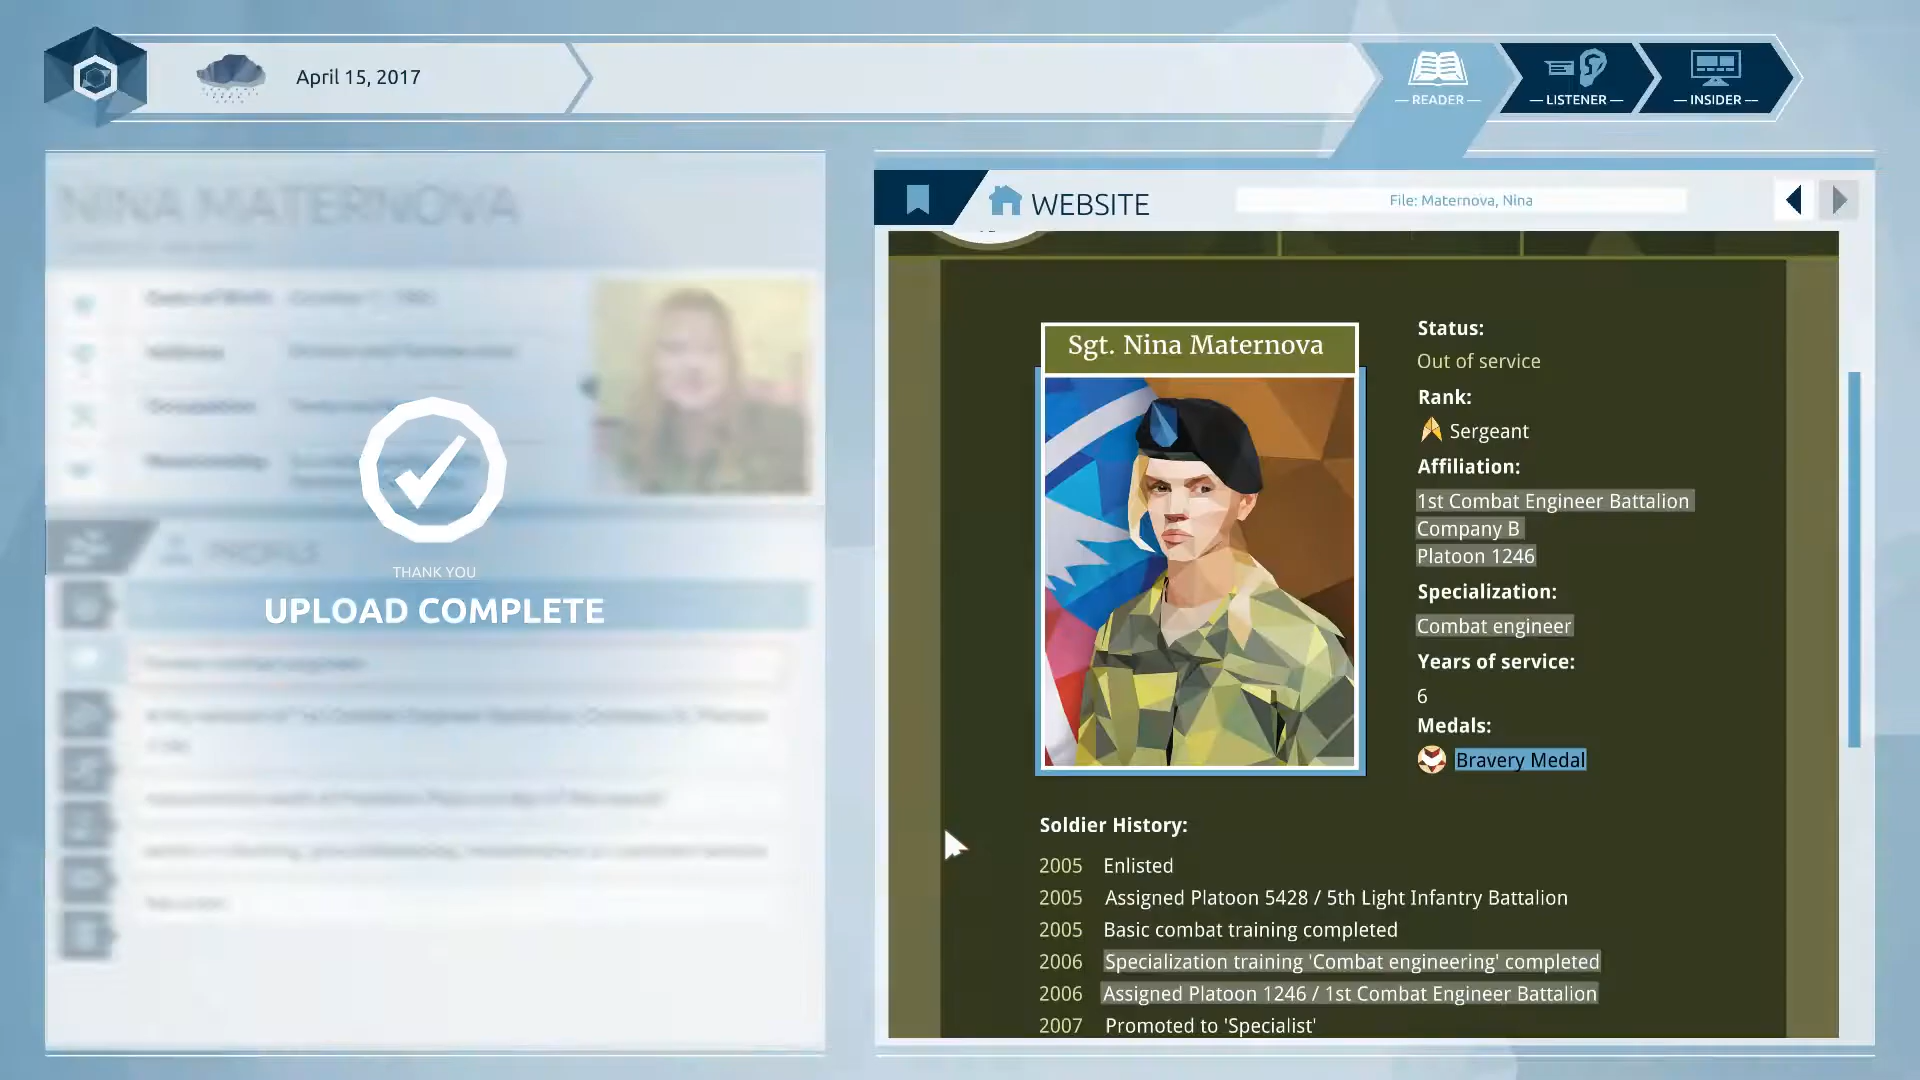 April 15, 2017
READER
LISTENER
INSIDER
NINA MATERNOVA
THANK YOU
UPLOAD COMPLETE
PROFILE
WEBSITE
File: Maternova, Nina
Sgt. Nina Maternova
Status:
Out of service
Rank:
Sergeant
Affiliation:
1st Combat Engineer Battalion
Company B
Platoon 1246
Specialization:
Combat engineer
Years of service:
6
Medals:
Bravery Medal
Soldier History:
2005 Enlisted
2005 Assigned Platoon 5428 / 5th Light Infantry Battalion
2005 Basic combat training completed
2006 Specialization training 'Combat engineering' completed
2006 Assigned Platoon 1246 / 1st Combat Engineer Battalion
2007 Promoted to 'Specialist'